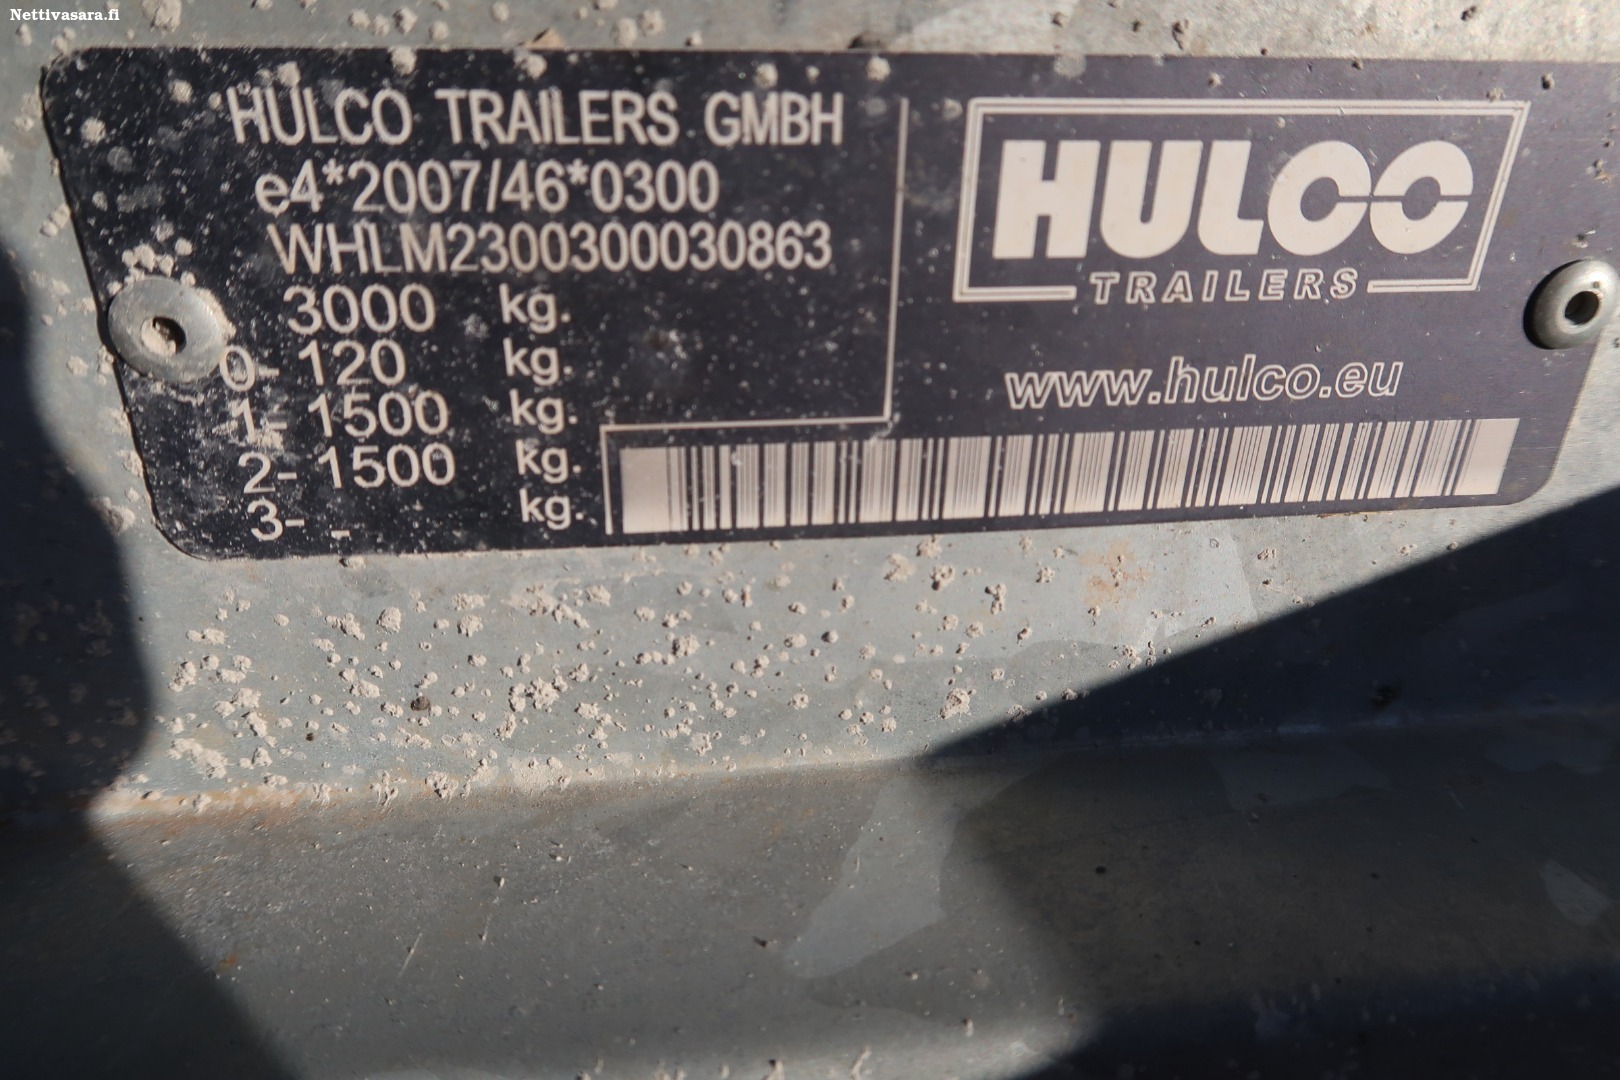 Nettivasara.fi
HULCO TRAILERS GMBH
e4*2007/46*0300
WHLM2300300030863
3000 kg.
0- 120 kg.
1- 1500 kg.
2- 1500 kg.
3- - kg.
HULCO
TRAILERS
www.hulco.eu